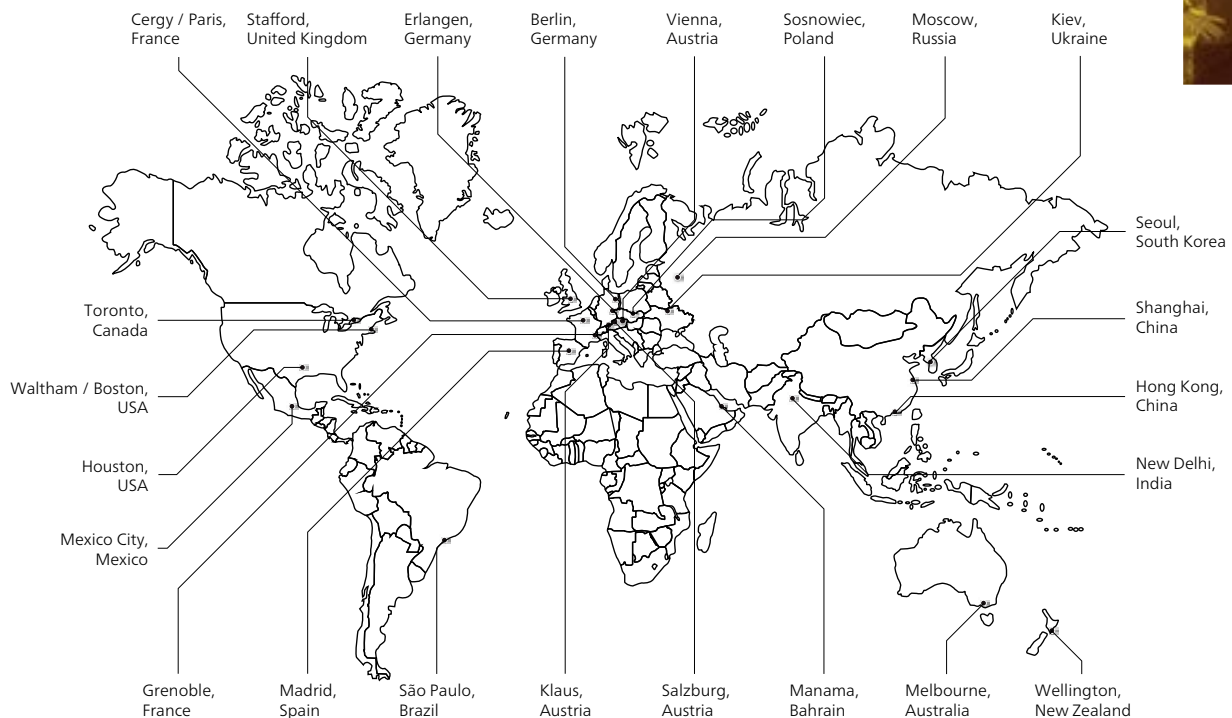 Cergy / Paris,
France
Stafford,
United Kingdom
Erlangen,
Germany
Berlin,
Germany
Vienna,
Austria
Sosnowiec,
Poland
Moscow,
Russia
Kiev,
Ukraine
Seoul,
South Korea
Toronto,
Canada
Shanghai,
China
Waltham / Boston,
USA
Hong Kong,
China
Houston,
USA
New Delhi,
India
Mexico City,
Mexico
Grenoble,
France
Madrid,
Spain
São Paulo,
Brazil
Klaus,
Austria
Salzburg,
Austria
Manama,
Bahrain
Melbourne,
Australia
Wellington,
New Zealand